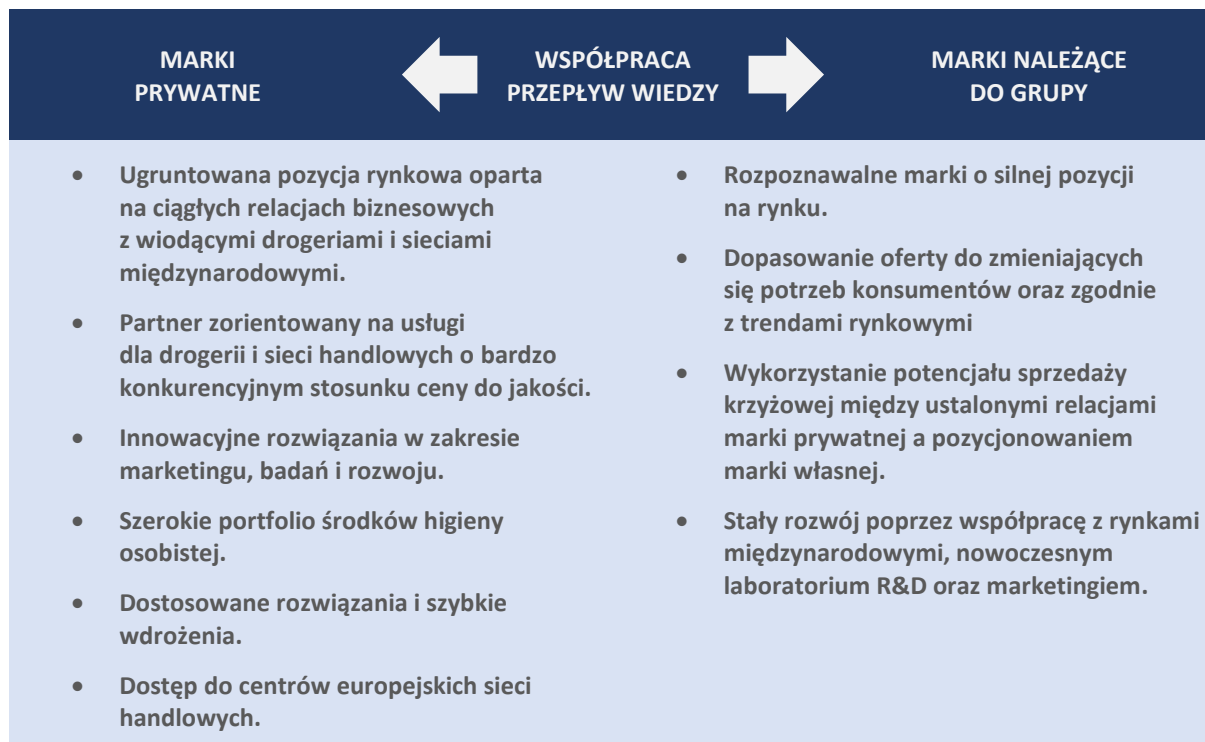 MARKI
PRYWATNE
WSPÓŁPRACA
PRZEPŁYW WIEDZY
MARKI NALEŻĄCE
DO GRUPY
• Ugruntowana pozycja rynkowa oparta
na ciągłych relacjach biznesowych
z wiodącymi drogeriami i sieciami
międzynarodowymi.
• Partner zorientowany na usługi
dla drogerii i sieci handlowych o bardzo
konkurencyjnym stosunku ceny do jakości.
• Innowacyjne rozwiązania w zakresie
marketingu, badań i rozwoju.
• Szerokie portfolio środków higieny
osobistej.
• Dostosowane rozwiązania i szybkie
wdrożenia.
• Dostęp do centrów europejskich sieci
handlowych.
• Rozpoznawalne marki o silnej pozycji
na rynku.
• Dopasowanie oferty do zmieniających
się potrzeb konsumentów oraz zgodnie
z trendami rynkowymi
• Wykorzystanie potencjału sprzedaży
krzyżowej między ustalonymi relacjami
marki prywatnej a pozycjonowaniem
marki własnej.
• Stały rozwój poprzez współpracę z rynkami
międzynarodowymi, nowoczesnym
laboratorium R&D oraz marketingiem.